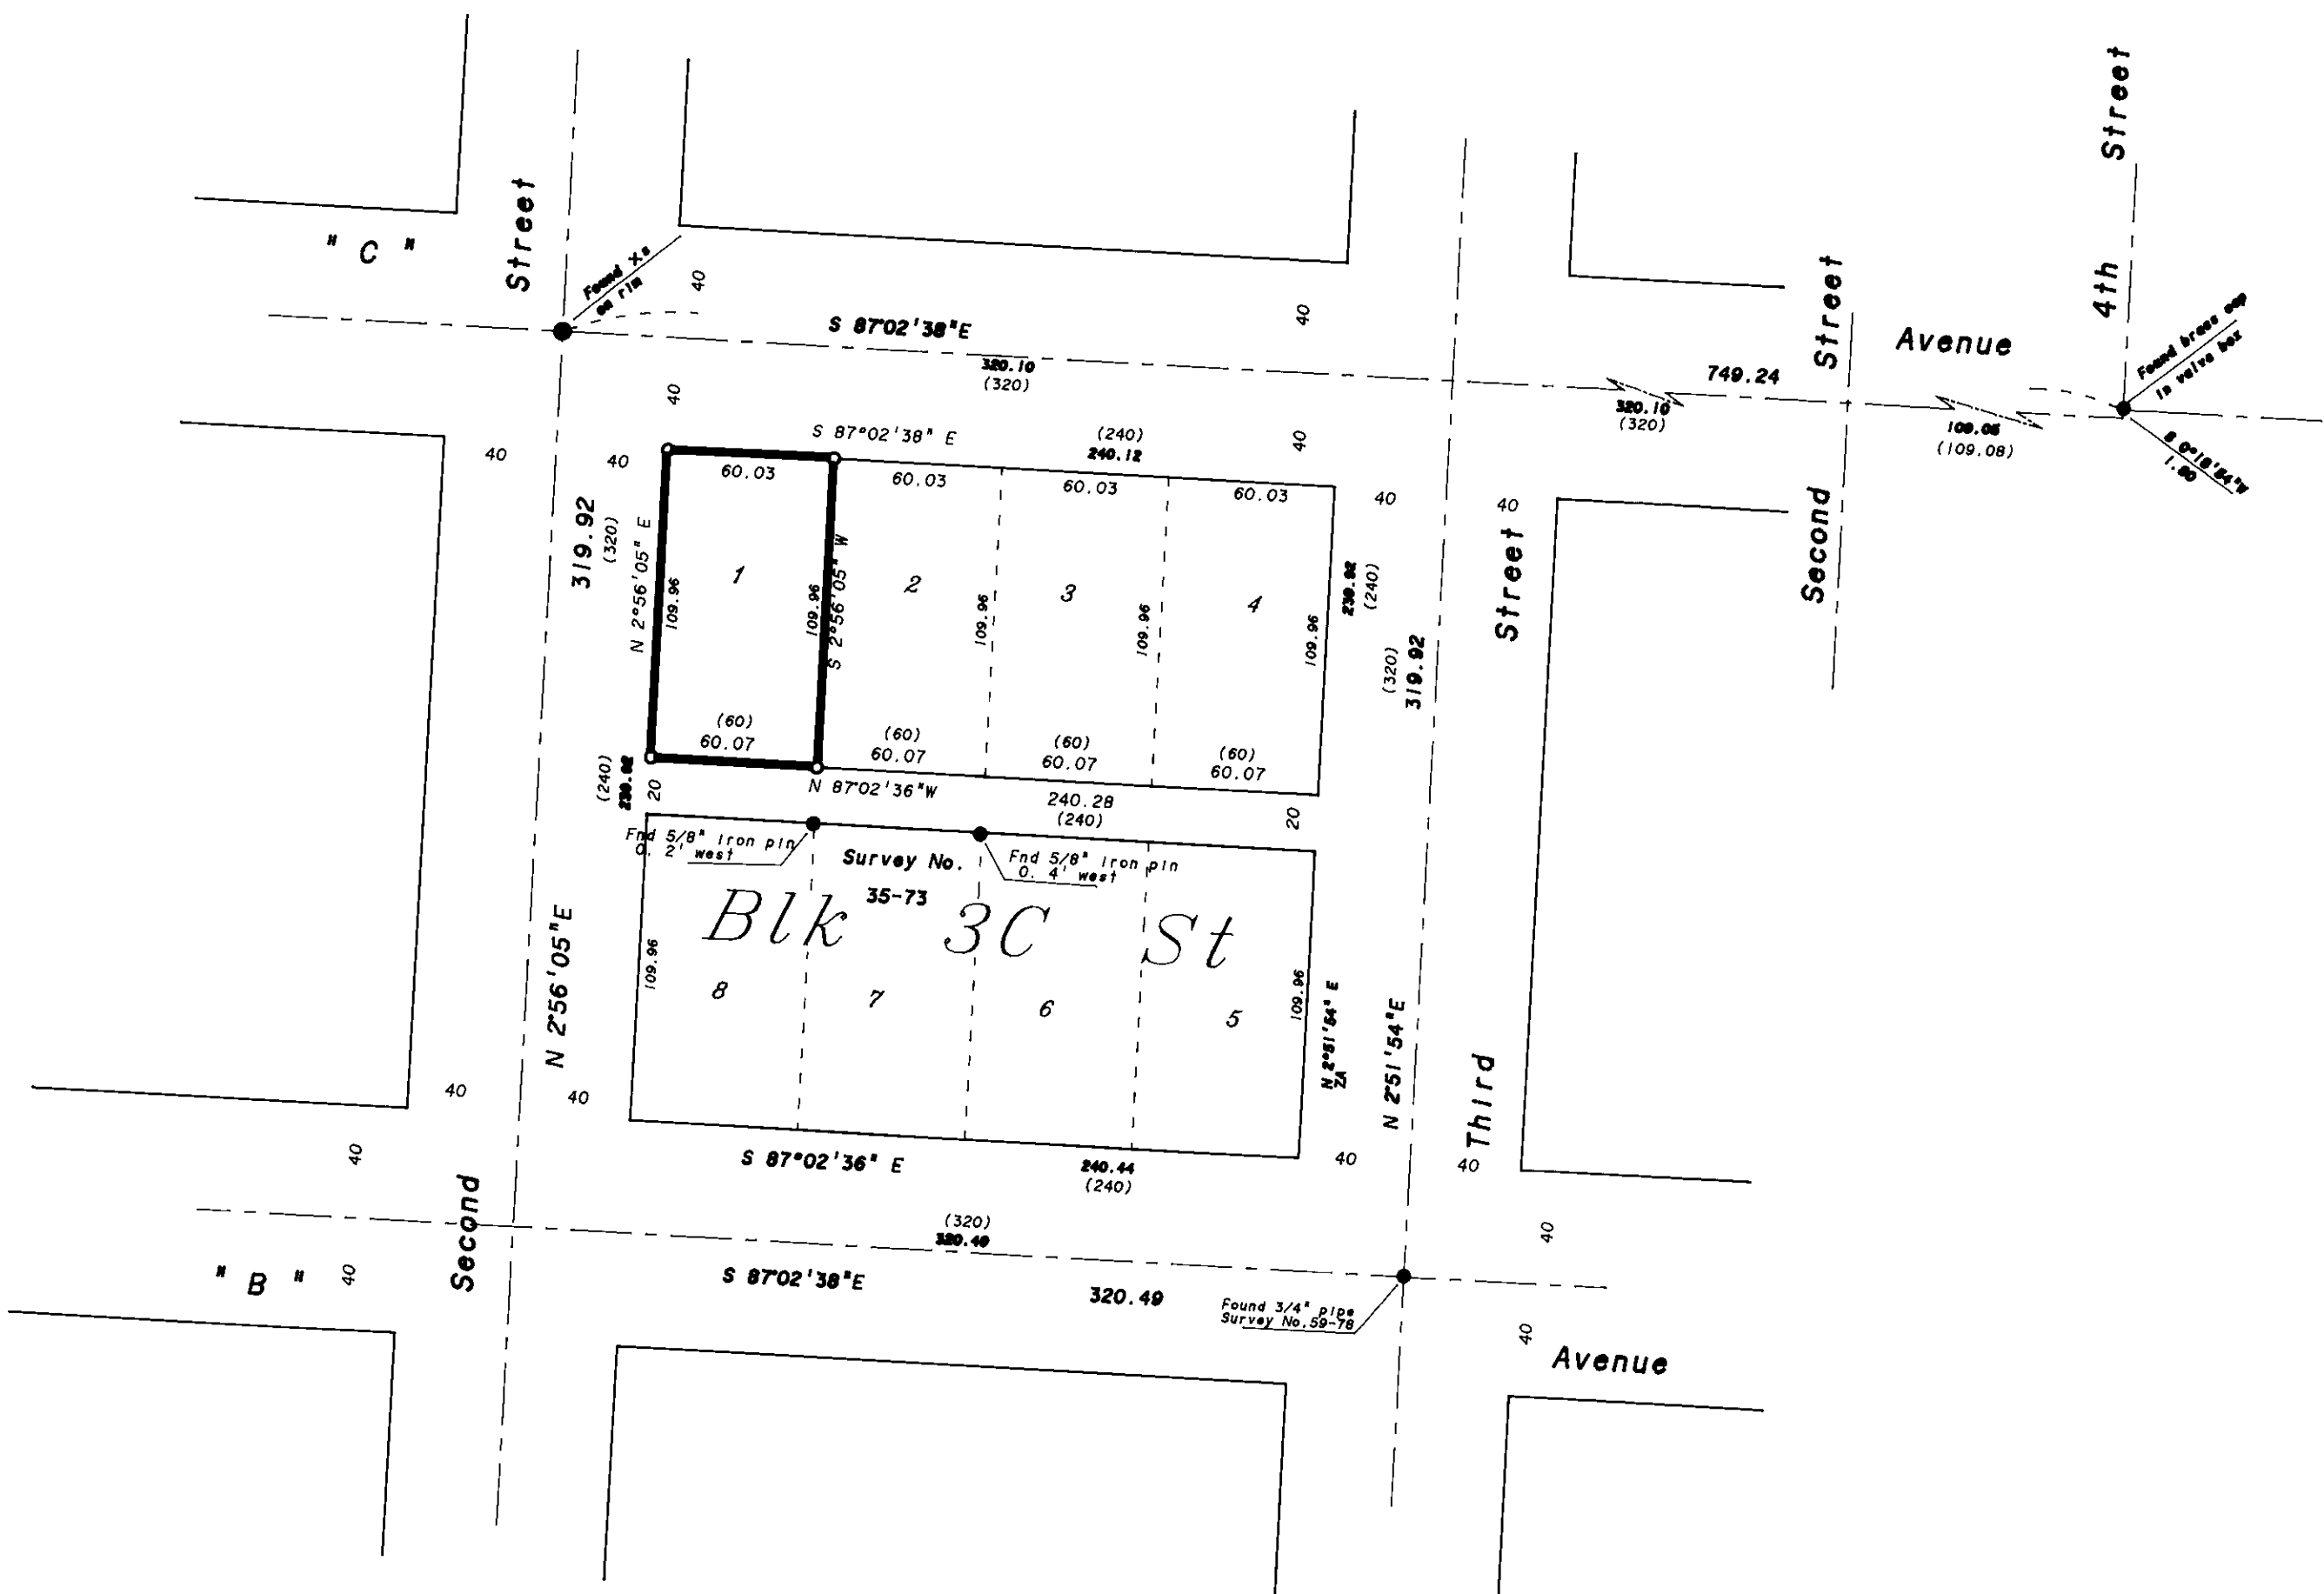 Street
4th
Street
" C "
Street
Found +s
on rim
40
40
S 87°02'38"E
320.10
(320)
Street
Avenue
749.24
320.10
(320)
109.06
(109.08)
Found brass cap
in valve box
S 0°18'54"W
1.80
40
40
40
S 87°02'38" E
(240)
240.12
40
60.03
60.03
60.03
60.03
40
40
Second
319.92
(320)
N 2°56'05" E
109.96
1
109.96
S 2°56'05" W
2
109.96
3
109.96
4
109.96
239.92
(240)
(320)
319.92
Street
(60)
60.07
(60)
60.07
(60)
60.07
(60)
60.07
(240)
239.92
20
N 87°02'36"W
240.28
(240)
20
Fnd 5/8" iron pin
0. 2' west
Survey No.
35-73
Fnd 5/8" iron pin
0. 4' west
Blk 3C St
109.96
8
7
6
5
109.96
N 2°51'54" E
ZA
N 2°51'54"E
N 2°56'05"E
Third
40
40
40
S 87°02'36" E
240.44
(240)
40
40
Second
(320)
320.49
40
" B "
40
S 87°02'38"E
320.49
Found 3/4" pipe
Survey No.59-78
40
Avenue